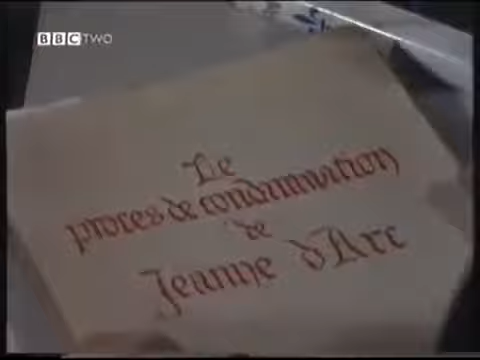 BBC TWO
Le
proces de condamnation
de
Jeanne d'Arc